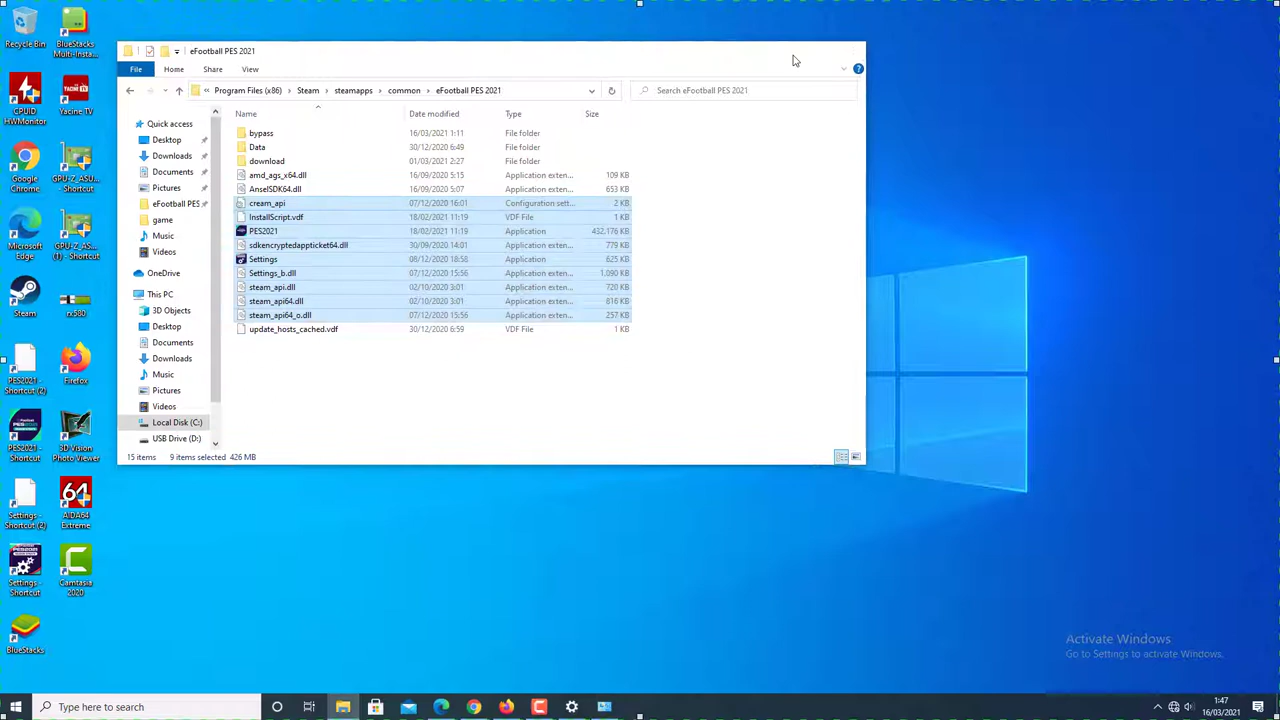 eFootball PES 2021
File Home Share View
« Program Files (x86) › Steam › steamapps › common › eFootball PES 2021
Search eFootball PES 2021
Name Date modified Type Size
bypass 16/03/2021 1:11 File folder
Data 30/12/2020 6:49 File folder
download 01/03/2021 2:27 File folder
amd_ags_x64.dll 16/09/2020 5:15 Application exten... 109 KB
AnselSDK64.dll 16/09/2020 5:07 Application exten... 653 KB
cream_api 07/12/2020 16:01 Configuration sett... 2 KB
InstallScript.vdf 18/02/2021 11:19 VDF File 1 KB
PES2021 18/02/2021 11:19 Application 432,176 KB
sdkencryptedappticket64.dll 30/09/2020 14:01 Application exten... 779 KB
Settings 08/12/2020 18:58 Application 625 KB
Settings_b.dll 07/12/2020 15:56 Application exten... 1,090 KB
steam_api.dll 02/10/2020 3:01 Application exten... 720 KB
steam_api64.dll 02/10/2020 3:01 Application exten... 816 KB
steam_api64_o.dll 07/12/2020 15:56 Application exten... 257 KB
update_hosts_cached.vdf 30/12/2020 6:59 VDF File 1 KB
Quick access
Desktop
Downloads
Documents
Pictures
eFootball PES
game
Music
Videos
OneDrive
This PC
3D Objects
Desktop
Documents
Downloads
Music
Pictures
Videos
Local Disk (C:)
USB Drive (D:)
15 items 9 items selected 426 MB
Recycle Bin
BlueStacks
Multi-Insta...
CPUID
HWMonitor
Yacine TV
Google
Chrome
GPU-Z_ASU...
- Shortcut
Microsoft
Edge
GPU-Z_ASU...
(1) - Shortcut
Steam
rx580
PES2021 -
Shortcut (2)
Firefox
PES2021 -
Shortcut
3D Vision
Photo Viewer
Settings -
Shortcut (2)
64
AIDA64
Extreme
Settings -
Shortcut
Camtasia
2020
BlueStacks
Activate Windows
Go to Settings to activate Windows.
Type here to search
1:47
16/03/2021